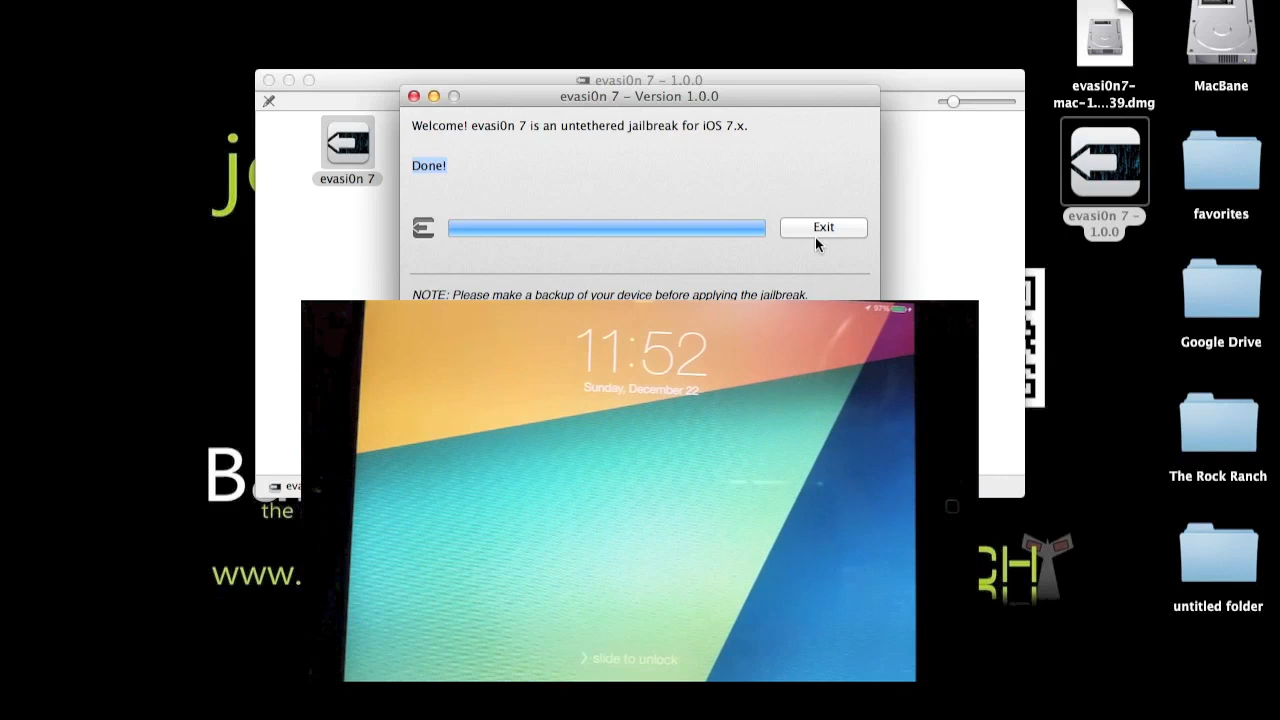 evasi0n7-
mac-1...39.dmg
MacBane
evasi0n 7 – 1.0.0
evasi0n 7 – Version 1.0.0
Welcome! evasi0n 7 is an untethered jailbreak for iOS 7.x.
Done!
evasi0n 7
evasi0n 7 –
1.0.0
favorites
Exit
NOTE: Please make a backup of your device before applying the jailbreak.
97%
11:52
Sunday, December 22
Google Drive
The Rock Ranch
the
www.
slide to unlock
untitled folder